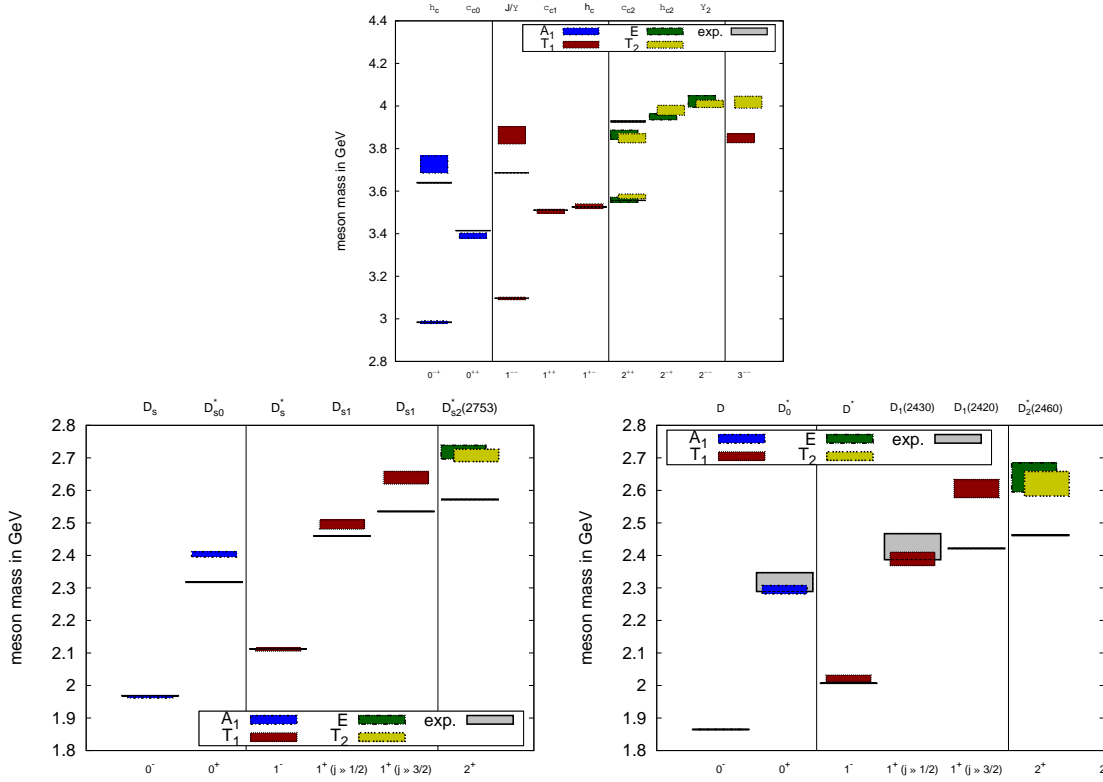 h_c c_c0 J/Υ c_c1 h_c c_c2 h_c2 Υ_2
4.4
4.2
4
3.8
3.6
3.4
3.2
3
2.8
meson mass in GeV
A_1 E exp.
T_1 T_2
0⁻⁺ 0⁺⁺ 1⁻⁻ 1⁺⁺ 1⁺⁻ 2⁺⁺ 2⁻⁺ 2⁻⁻ 3⁻⁻
D_s D*_s0 D*_s D_s1 D_s1 D*_s2(2753)
2.8
2.7
2.6
2.5
2.4
2.3
2.2
2.1
2
1.9
1.8
meson mass in GeV
A_1 E exp.
T_1 T_2
0⁻ 0⁺ 1⁻ 1⁺ (j » 1/2) 1⁺ (j » 3/2) 2⁺
D D*_0 D* D_1(2430) D_1(2420) D*_2(2460)
2.8
2.7
2.6
2.5
2.4
2.3
2.2
2.1
2
1.9
1.8
meson mass in GeV
A_1 E exp.
T_1 T_2
0⁻ 0⁺ 1⁻ 1⁺ (j » 1/2) 1⁺ (j » 3/2) 2⁺ 2